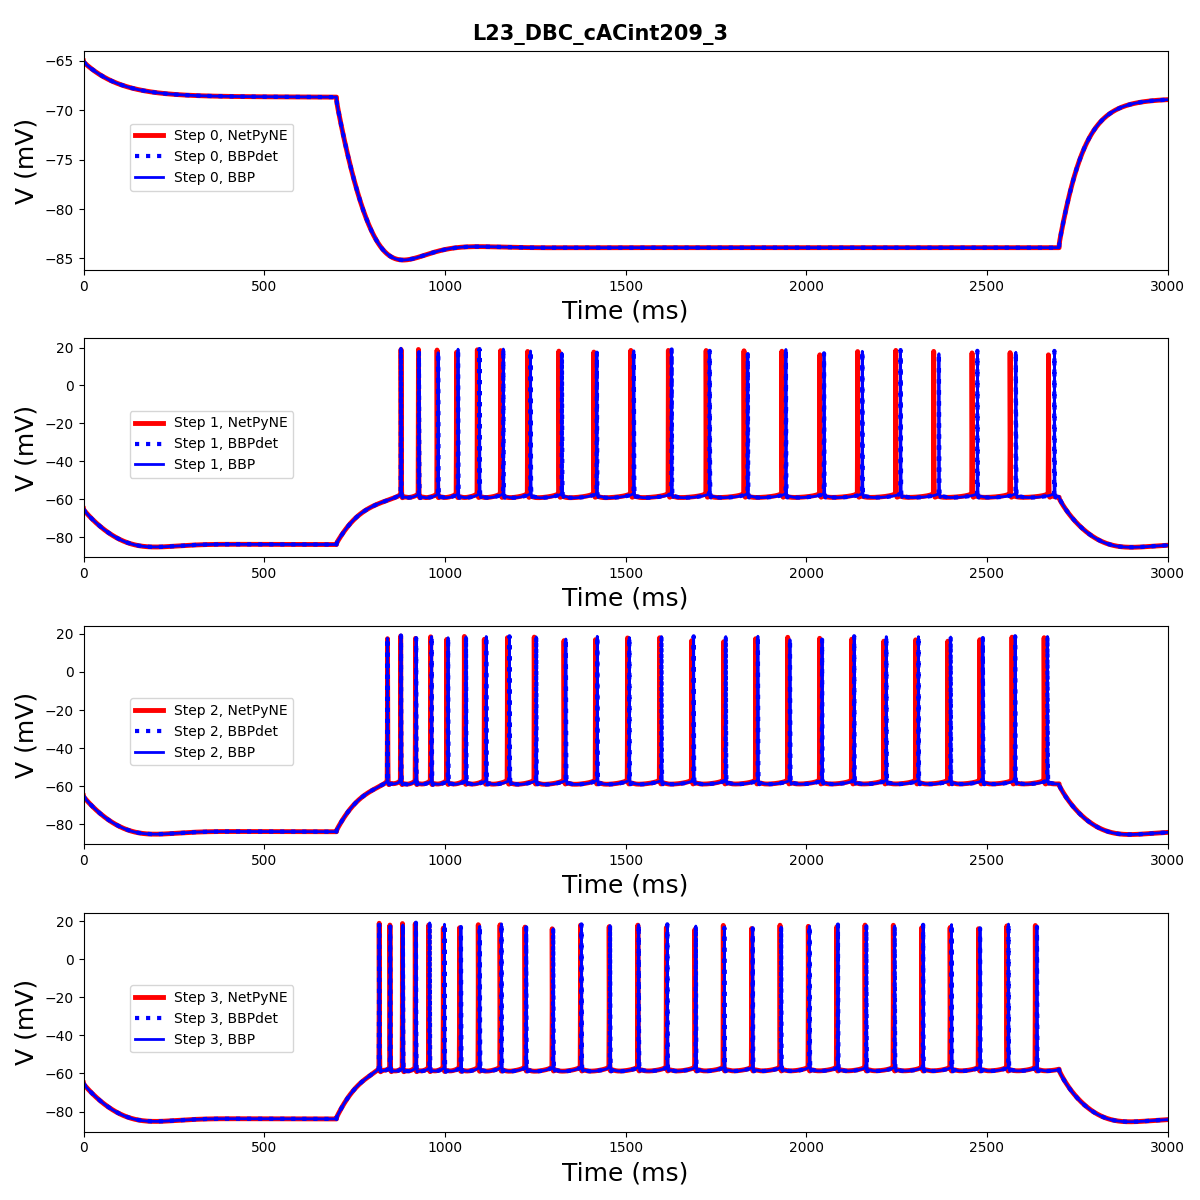 L23_DBC_cACint209_3
−65
−70
−75
−80
−85
V (mV)
Step 0, NetPyNE
Step 0, BBPdet
Step 0, BBP
0 500 1000 1500 2000 2500 3000
Time (ms)
20
0
−20
−40
−60
−80
V (mV)
Step 1, NetPyNE
Step 1, BBPdet
Step 1, BBP
0 500 1000 1500 2000 2500 3000
Time (ms)
20
0
−20
−40
−60
−80
V (mV)
Step 2, NetPyNE
Step 2, BBPdet
Step 2, BBP
0 500 1000 1500 2000 2500 3000
Time (ms)
20
0
−20
−40
−60
−80
V (mV)
Step 3, NetPyNE
Step 3, BBPdet
Step 3, BBP
0 500 1000 1500 2000 2500 3000
Time (ms)